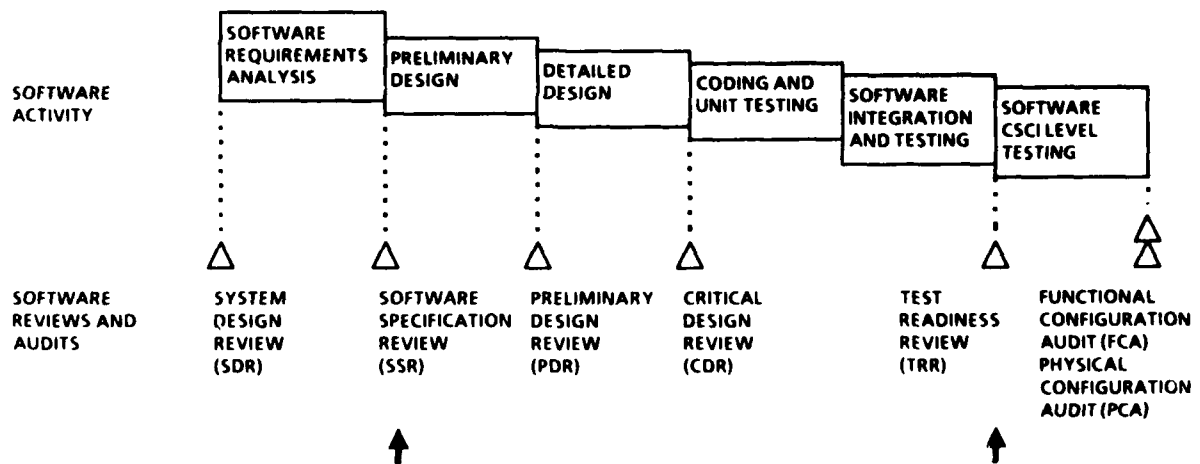 SOFTWARE
ACTIVITY
SOFTWARE
REQUIREMENTS
ANALYSIS
PRELIMINARY
DESIGN
DETAILED
DESIGN
CODING AND
UNIT TESTING
SOFTWARE
INTEGRATION
AND TESTING
SOFTWARE
CSCI LEVEL
TESTING
SOFTWARE
REVIEWS AND
AUDITS
SYSTEM
DESIGN
REVIEW
(SDR)
SOFTWARE
SPECIFICATION
REVIEW
(SSR)
PRELIMINARY
DESIGN
REVIEW
(PDR)
CRITICAL
DESIGN
REVIEW
(CDR)
TEST
READINESS
REVIEW
(TRR)
FUNCTIONAL
CONFIGURATION
AUDIT (FCA)
PHYSICAL
CONFIGURATION
AUDIT (PCA)